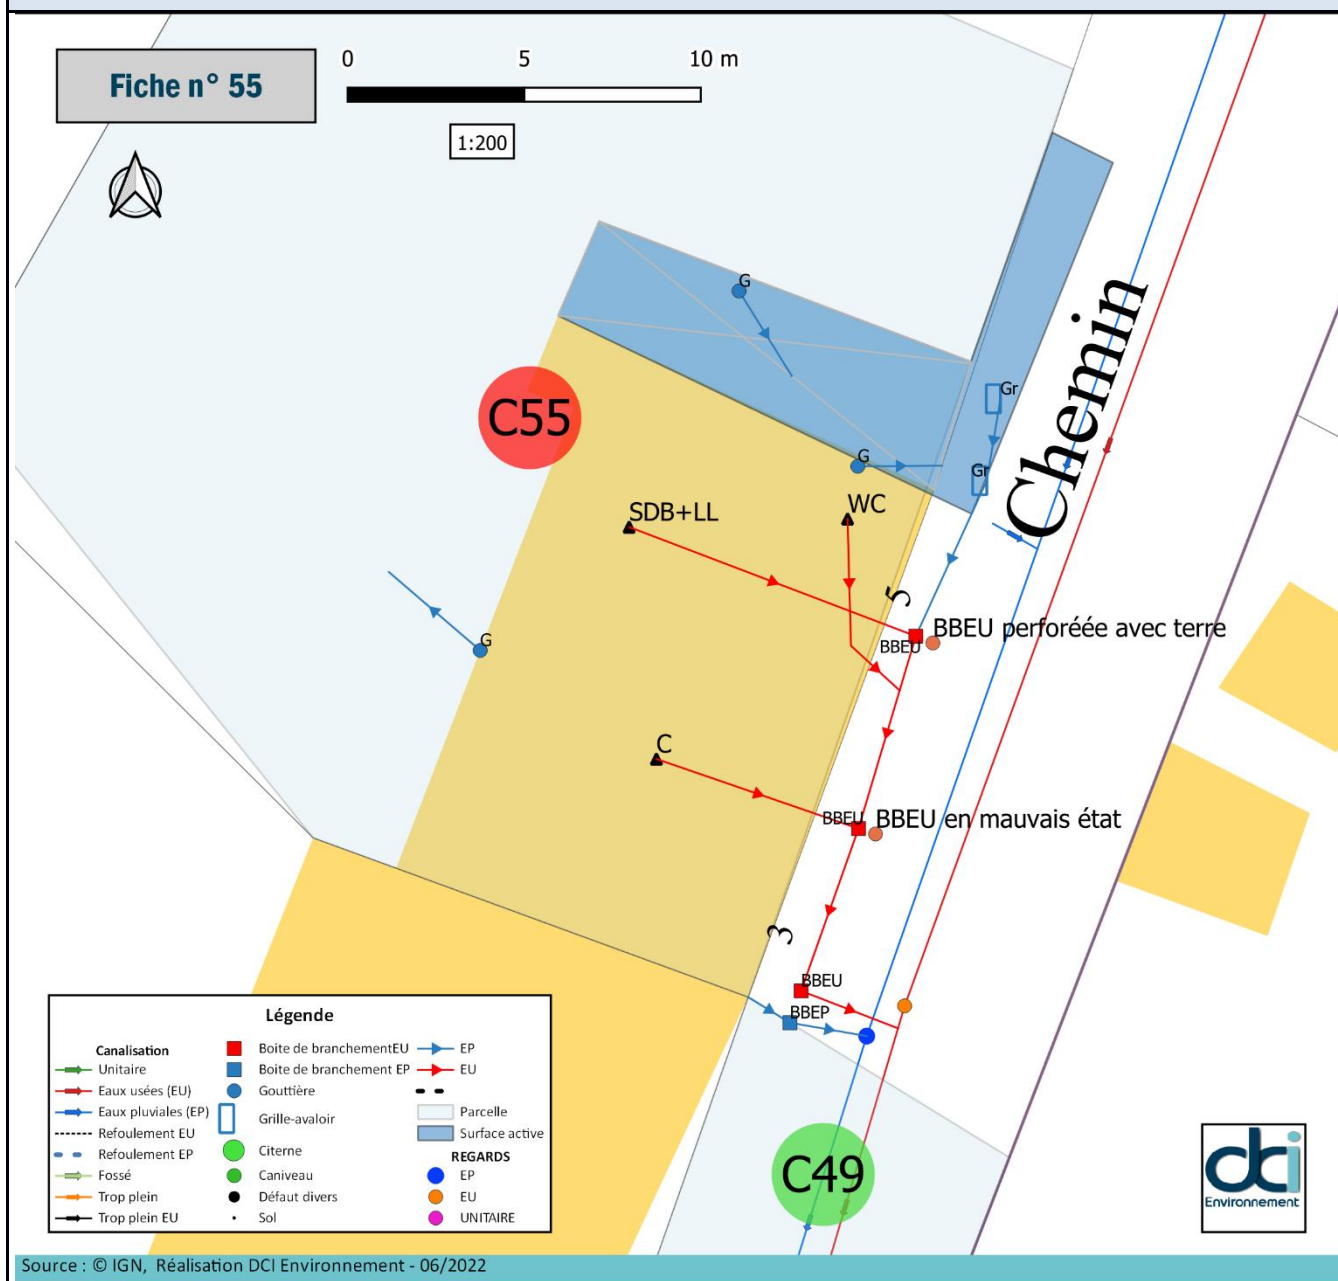 Fiche n° 55
0 5 10 m
1:200
G
C55
Gr
G
Gr
Chemin
SDB+LL
WC
5
BBEU perforéée avec terre
BBEU
G
C
BBEU
BBEU en mauvais état
3
BBEU
BBEP
C49
Légende
Canalisation
Unitaire
Eaux usées (EU)
Eaux pluviales (EP)
Refoulement EU
Refoulement EP
Fossé
Trop plein
Trop plein EU
Boite de branchementEU
Boite de branchement EP
Gouttière
Grille-avaloir
Citerne
Caniveau
Défaut divers
Sol
EP
EU
Parcelle
Surface active
REGARDS
EP
EU
UNITAIRE
dci
Environnement
Source : © IGN, Réalisation DCI Environnement - 06/2022